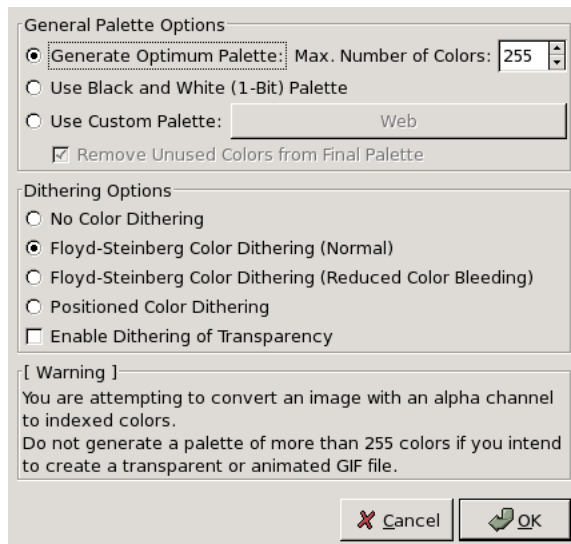 General Palette Options
Generate Optimum Palette: Max. Number of Colors: 255
Use Black and White (1-Bit) Palette
Use Custom Palette: Web
Remove Unused Colors from Final Palette
Dithering Options
No Color Dithering
Floyd-Steinberg Color Dithering (Normal)
Floyd-Steinberg Color Dithering (Reduced Color Bleeding)
Positioned Color Dithering
Enable Dithering of Transparency
[ Warning ]
You are attempting to convert an image with an alpha channel
to indexed colors.
Do not generate a palette of more than 255 colors if you intend
to create a transparent or animated GIF file.
Cancel OK